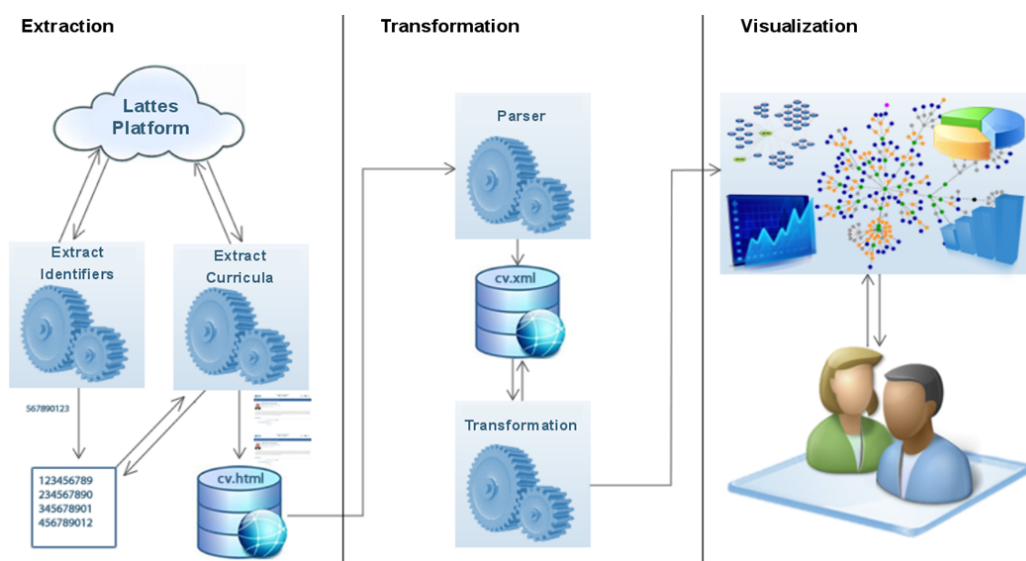 Extraction
Transformation
Visualization
Lattes
Platform
Extract
Identifiers
Extract
Curricula
567890123
123456789
234567890
345678901
456789012
cv.html
Parser
cv.xml
Transformation